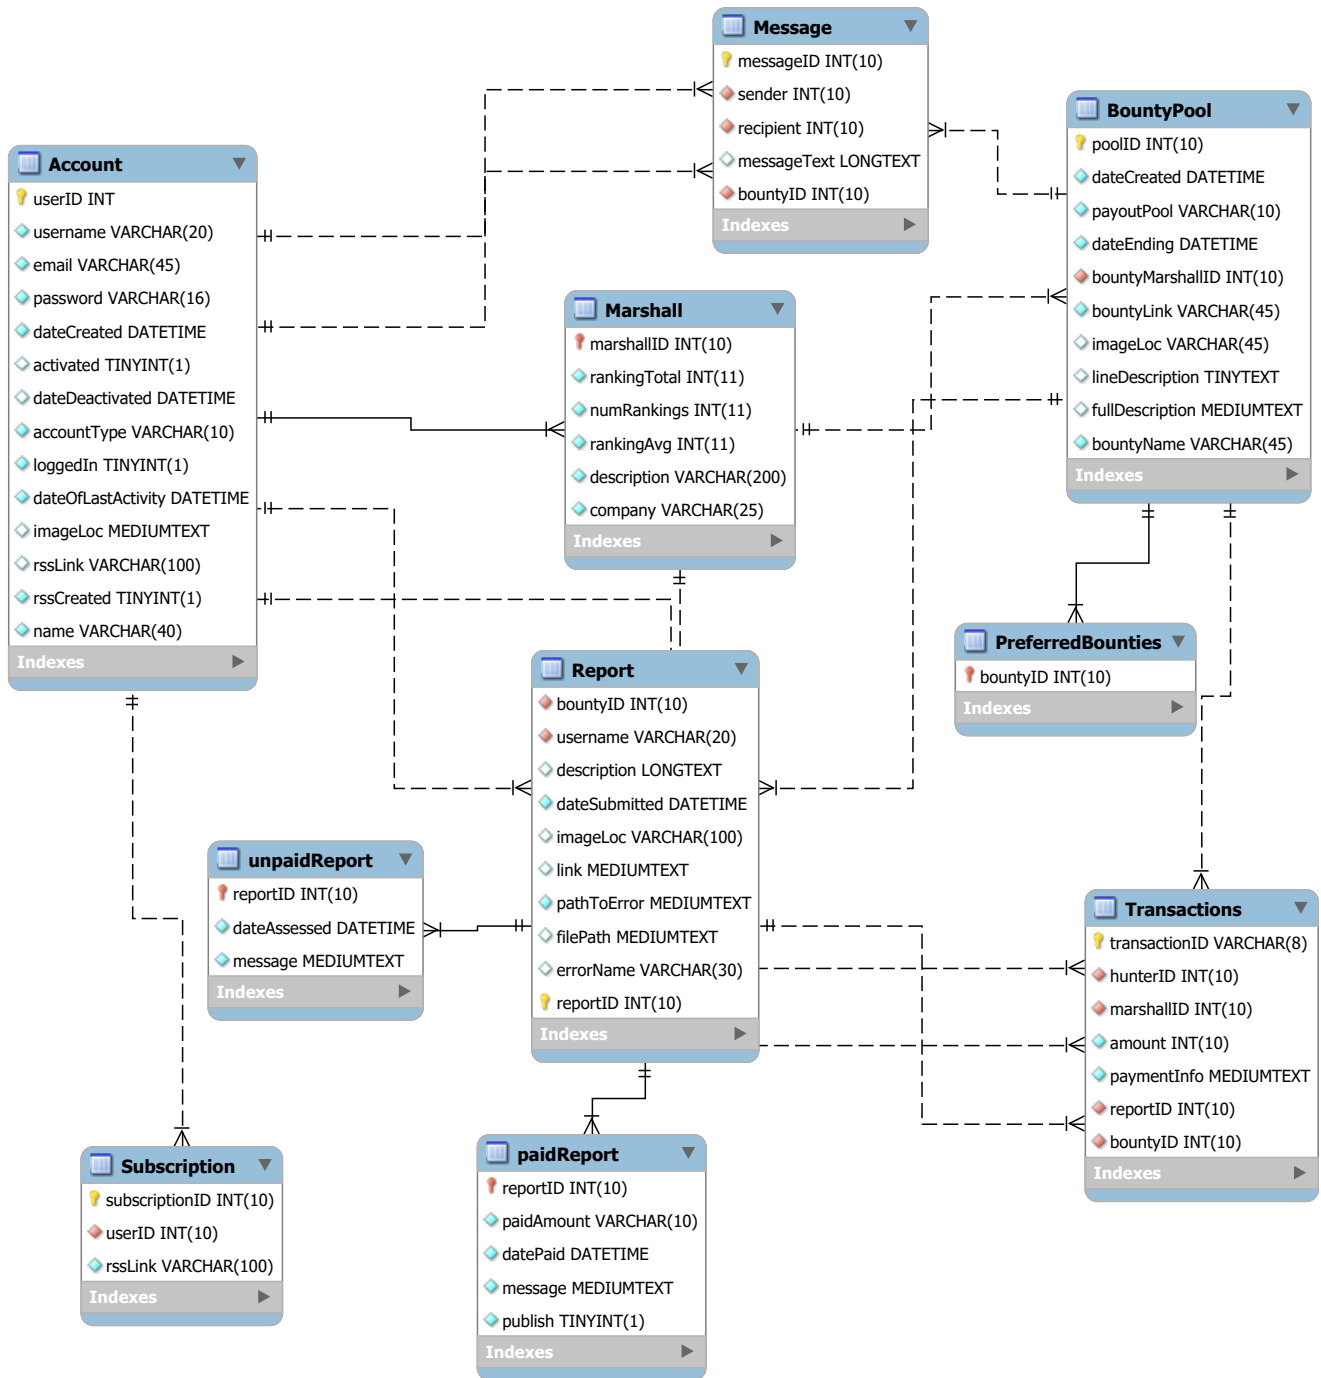 Message
messageID INT(10)
sender INT(10)
recipient INT(10)
messageText LONGTEXT
bountyID INT(10)
Indexes
BountyPool
poolID INT(10)
dateCreated DATETIME
payoutPool VARCHAR(10)
dateEnding DATETIME
bountyMarshallID INT(10)
bountyLink VARCHAR(45)
imageLoc VARCHAR(45)
lineDescription TINYTEXT
fullDescription MEDIUMTEXT
bountyName VARCHAR(45)
Indexes
Account
userID INT
username VARCHAR(20)
email VARCHAR(45)
password VARCHAR(16)
dateCreated DATETIME
activated TINYINT(1)
dateDeactivated DATETIME
accountType VARCHAR(10)
loggedIn TINYINT(1)
dateOfLastActivity DATETIME
imageLoc MEDIUMTEXT
rssLink VARCHAR(100)
rssCreated TINYINT(1)
name VARCHAR(40)
Indexes
Marshall
marshallID INT(10)
rankingTotal INT(11)
numRankings INT(11)
rankingAvg INT(11)
description VARCHAR(200)
company VARCHAR(25)
Indexes
PreferredBounties
bountyID INT(10)
Indexes
Report
bountyID INT(10)
username VARCHAR(20)
description LONGTEXT
dateSubmitted DATETIME
imageLoc VARCHAR(100)
link MEDIUMTEXT
pathToError MEDIUMTEXT
filePath MEDIUMTEXT
errorName VARCHAR(30)
reportID INT(10)
Indexes
unpaidReport
reportID INT(10)
dateAssessed DATETIME
message MEDIUMTEXT
Indexes
Transactions
transactionID VARCHAR(8)
hunterID INT(10)
marshallID INT(10)
amount INT(10)
paymentInfo MEDIUMTEXT
reportID INT(10)
bountyID INT(10)
Indexes
Subscription
subscriptionID INT(10)
userID INT(10)
rssLink VARCHAR(100)
Indexes
paidReport
reportID INT(10)
paidAmount VARCHAR(10)
datePaid DATETIME
message MEDIUMTEXT
publish TINYINT(1)
Indexes